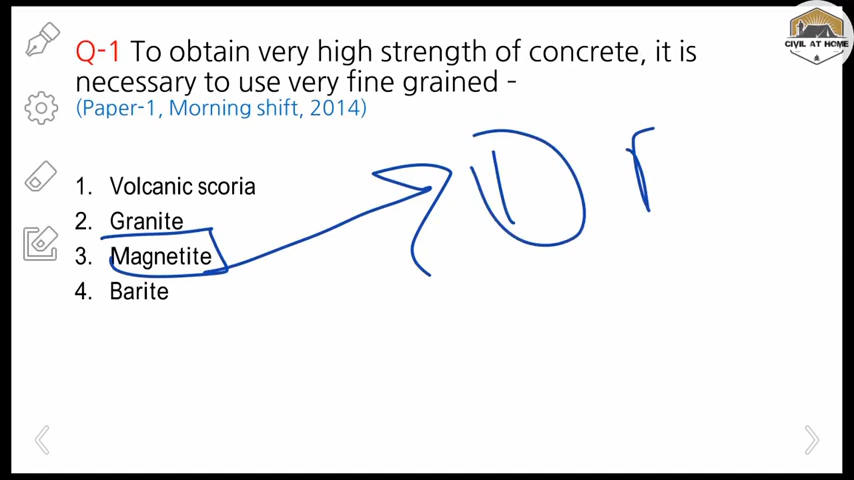 CIVIL AT HOME
Q-1 To obtain very high strength of concrete, it is
necessary to use very fine grained -
(Paper-1, Morning shift, 2014)
1. Volcanic scoria
2. Granite
3. Magnetite
4. Barite
D